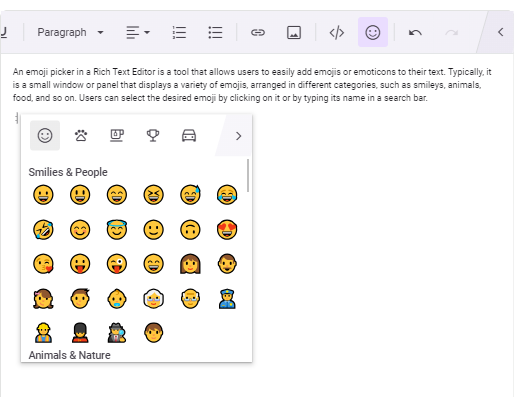 Paragraph
An emoji picker in a Rich Text Editor is a tool that allows users to easily add emojis or emoticons to their text. Typically, it
is a small window or panel that displays a variety of emojis, arranged in different categories, such as smileys, animals,
food, and so on. Users can select the desired emoji by clicking on it or by typing its name in a search bar.
Smilies & People
Animals & Nature